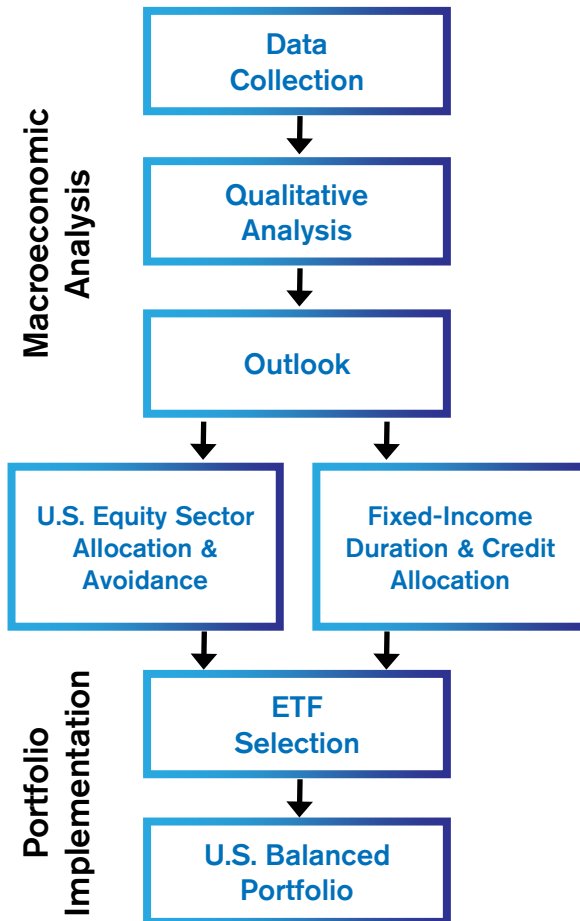 Macroeconomic
Analysis
Data
Collection
Qualitative
Analysis
Outlook
U.S. Equity Sector
Allocation &
Avoidance
Fixed-Income
Duration & Credit
Allocation
Portfolio
Implementation
ETF
Selection
U.S. Balanced
Portfolio